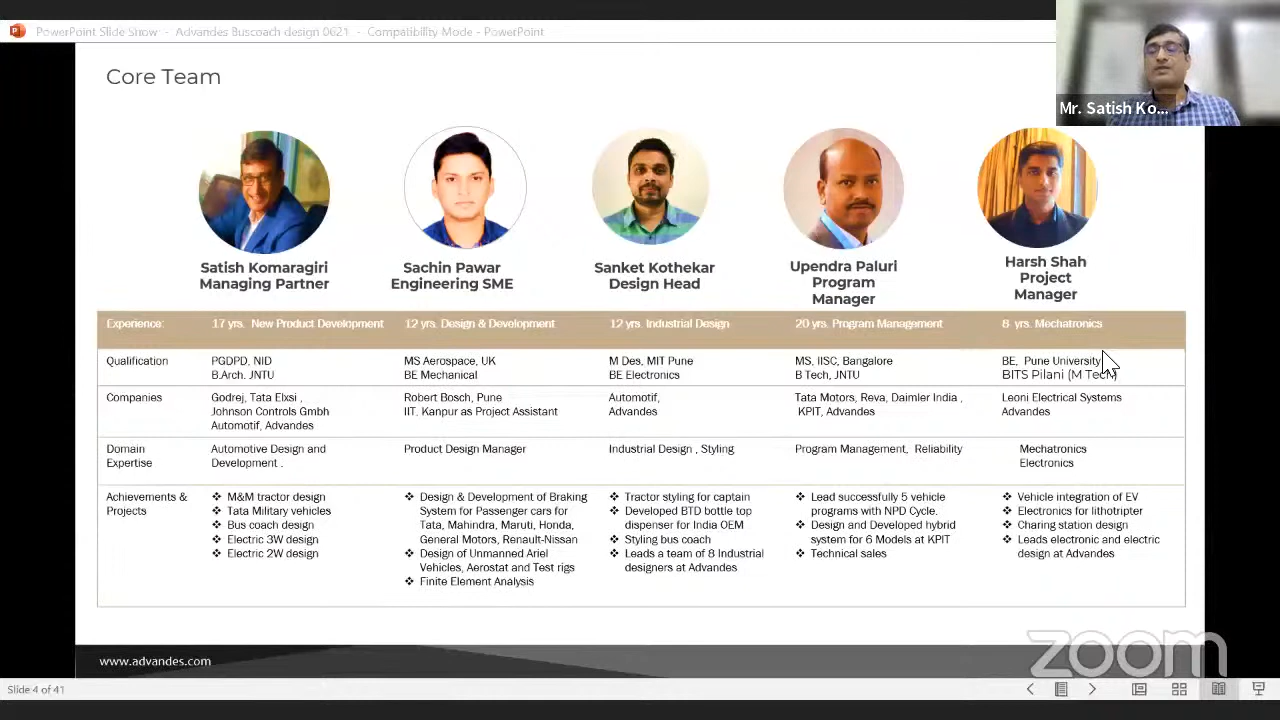 PowerPoint Slide Show - Advandes Buscoach design 0621 - Compatibility Mode - PowerPoint
Mr. Satish Ko...
Core Team
Satish Komaragiri
Managing Partner
Sachin Pawar
Engineering SME
Sanket Kothekar
Design Head
Upendra Paluri
Program
Manager
Harsh Shah
Project
Manager
Experience: 17 yrs. New Product Development 12 yrs. Design & Development 12 yrs. Industrial Design 20 yrs. Program Management 8 yrs. Mechatronics
Qualification
PGDPD, NID
B.Arch. JNTU
MS Aerospace, UK
BE Mechanical
M Des, MIT Pune
BE Electronics
MS, IISC, Bangalore
B Tech, JNTU
BE, Pune University
BITS Pilani (M Tech)
Companies
Godrej, Tata Elxsi ,
Johnson Controls Gmbh
Automotif, Advandes
Robert Bosch, Pune
IIT, Kanpur as Project Assistant
Automotif,
Advandes
Tata Motors, Reva, Daimler India ,
KPIT, Advandes
Leoni Electrical Systems
Advandes
Domain
Expertise
Automotive Design and
Development .
Product Design Manager
Industrial Design , Styling
Program Management, Reliability
Mechatronics
Electronics
Achievements &
Projects
❖ M&M tractor design
❖ Tata Military vehicles
❖ Bus coach design
❖ Electric 3W design
❖ Electric 2W design
❖ Design & Development of Braking
System for Passenger cars for
Tata, Mahindra, Maruti, Honda,
General Motors, Renault-Nissan
❖ Design of Unmanned Ariel
Vehicles, Aerostat and Test rigs
❖ Finite Element Analysis
❖ Tractor styling for captain
❖ Developed BTD bottle top
dispenser for India OEM
❖ Styling bus coach
❖ Leads a team of 8 Industrial
designers at Advandes
❖ Lead successfully 5 vehicle
programs with NPD Cycle.
❖ Design and Developed hybrid
system for 6 Models at KPIT
❖ Technical sales
❖ Vehicle integration of EV
❖ Electronics for lithotripter
❖ Charing station design
❖ Leads electronic and electric
design at Advandes
www.advandes.com
zoom
Slide 4 of 41